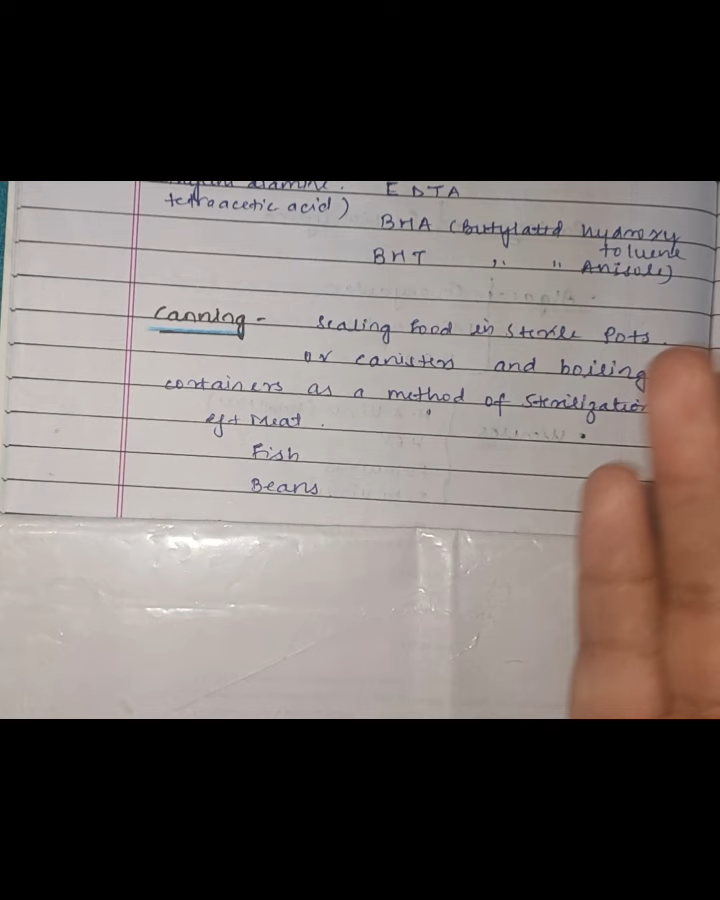 EDTA
tetraacetic acid)
BHA (Butylated hydroxy
toluene
BHT ,, " Anisole)
Canning - Sealing food in sterile Pots.
or canisters and boiling
containers as a method of Sterilization
eg+ Meat.
Fish
Beans.